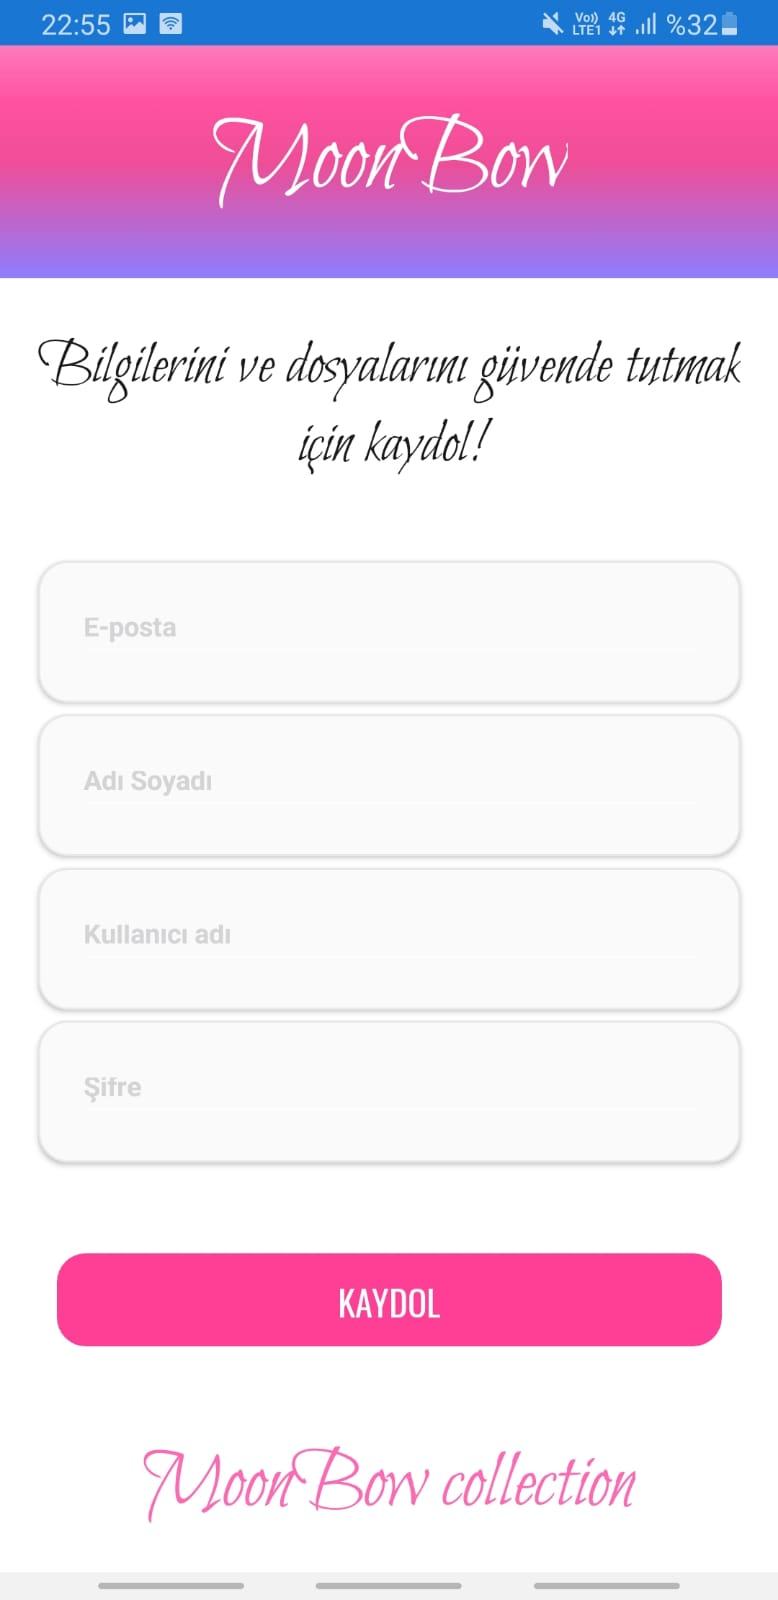 22:55 Vo)) LTE1 4G %32
MoonBow
Bilgilerini ve dosyalarını güvende tutmak
için kaydol!
E-posta
Adı Soyadı
Kullanıcı adı
Şifre
KAYDOL
MoonBow collection